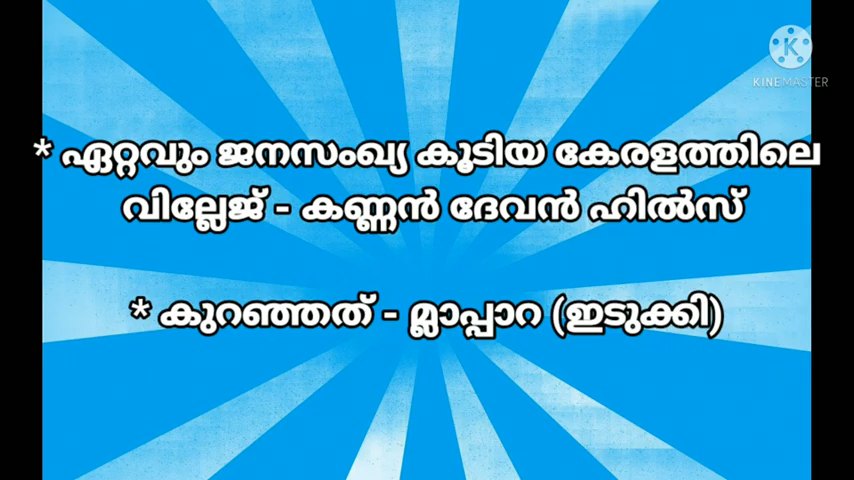 K
KINEMASTER
* ഏറ്റവും ജനസംഖ്യ കൂടിയ കേരളത്തിലെ
വില്ലേജ് - കണ്ണൻ ദേവൻ ഹിൽസ്
* കുറഞ്ഞത് - മ്ലാപ്പാറ (ഇടുക്കി)